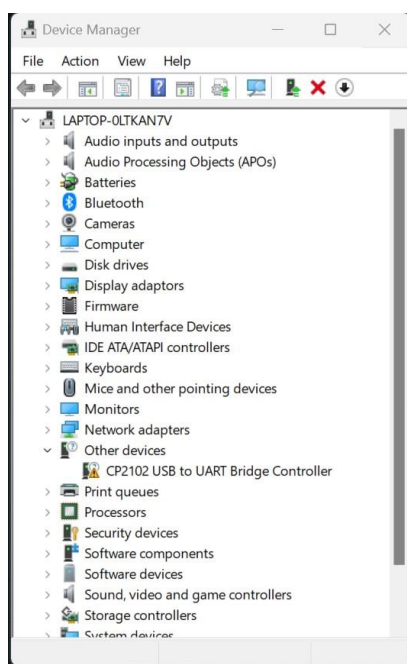 Device Manager
File Action View Help
LAPTOP-0LTKAN7V
Audio inputs and outputs
Audio Processing Objects (APOs)
Batteries
Bluetooth
Cameras
Computer
Disk drives
Display adaptors
Firmware
Human Interface Devices
IDE ATA/ATAPI controllers
Keyboards
Mice and other pointing devices
Monitors
Network adapters
Other devices
CP2102 USB to UART Bridge Controller
Print queues
Processors
Security devices
Software components
Software devices
Sound, video and game controllers
Storage controllers
System devices